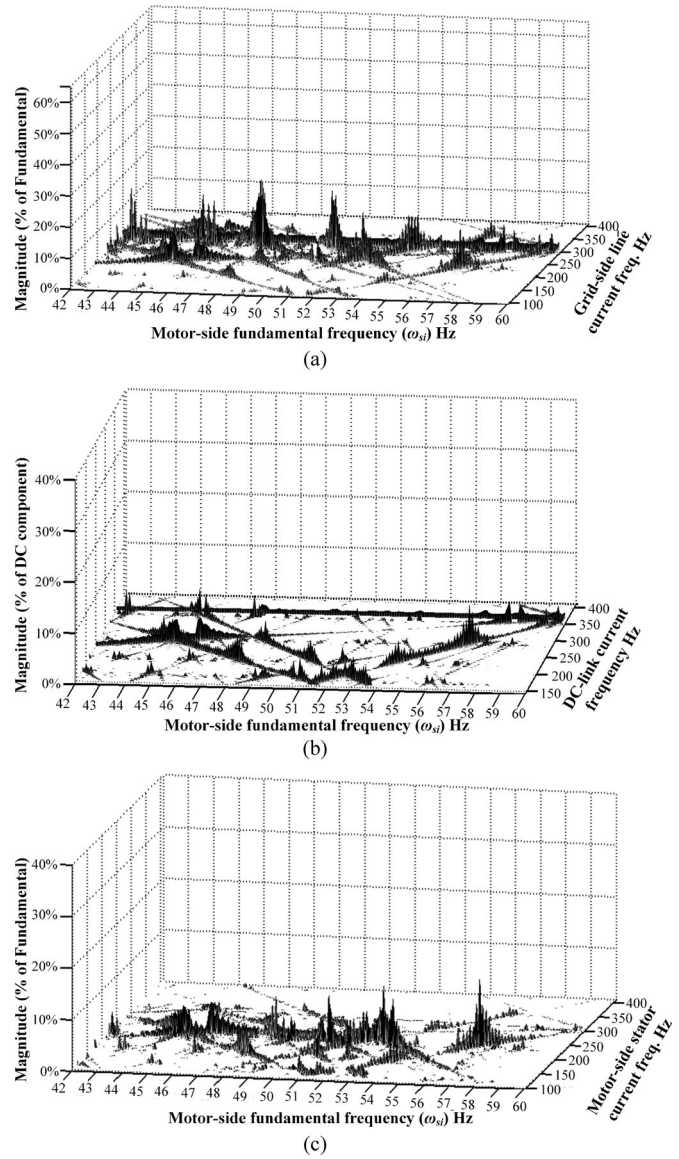 60%
50%
40%
30%
20%
10%
0%
Magnitude (% of Fundamental)
42 43 44 45 46 47 48 49 50 51 52 53 54 55 56 57 58 59 60
Motor-side fundamental frequency (ωsi) Hz
400
350
300
250
200
150
100
Grid-side line
current freq. Hz
(a)
40%
30%
20%
10%
0%
Magnitude (% of DC component)
42 43 44 45 46 47 48 49 50 51 52 53 54 55 56 57 58 59 60
Motor-side fundamental frequency (ωsi) Hz
400
350
300
250
200
150
DC-link current
frequency Hz
(b)
40%
30%
20%
10%
0%
Magnitude (% of Fundamental)
42 43 44 45 46 47 48 49 50 51 52 53 54 55 56 57 58 59 60
Motor-side fundamental frequency (ωsi) Hz
400
350
300
250
200
150
100
Motor-side stator
current freq. Hz
(c)